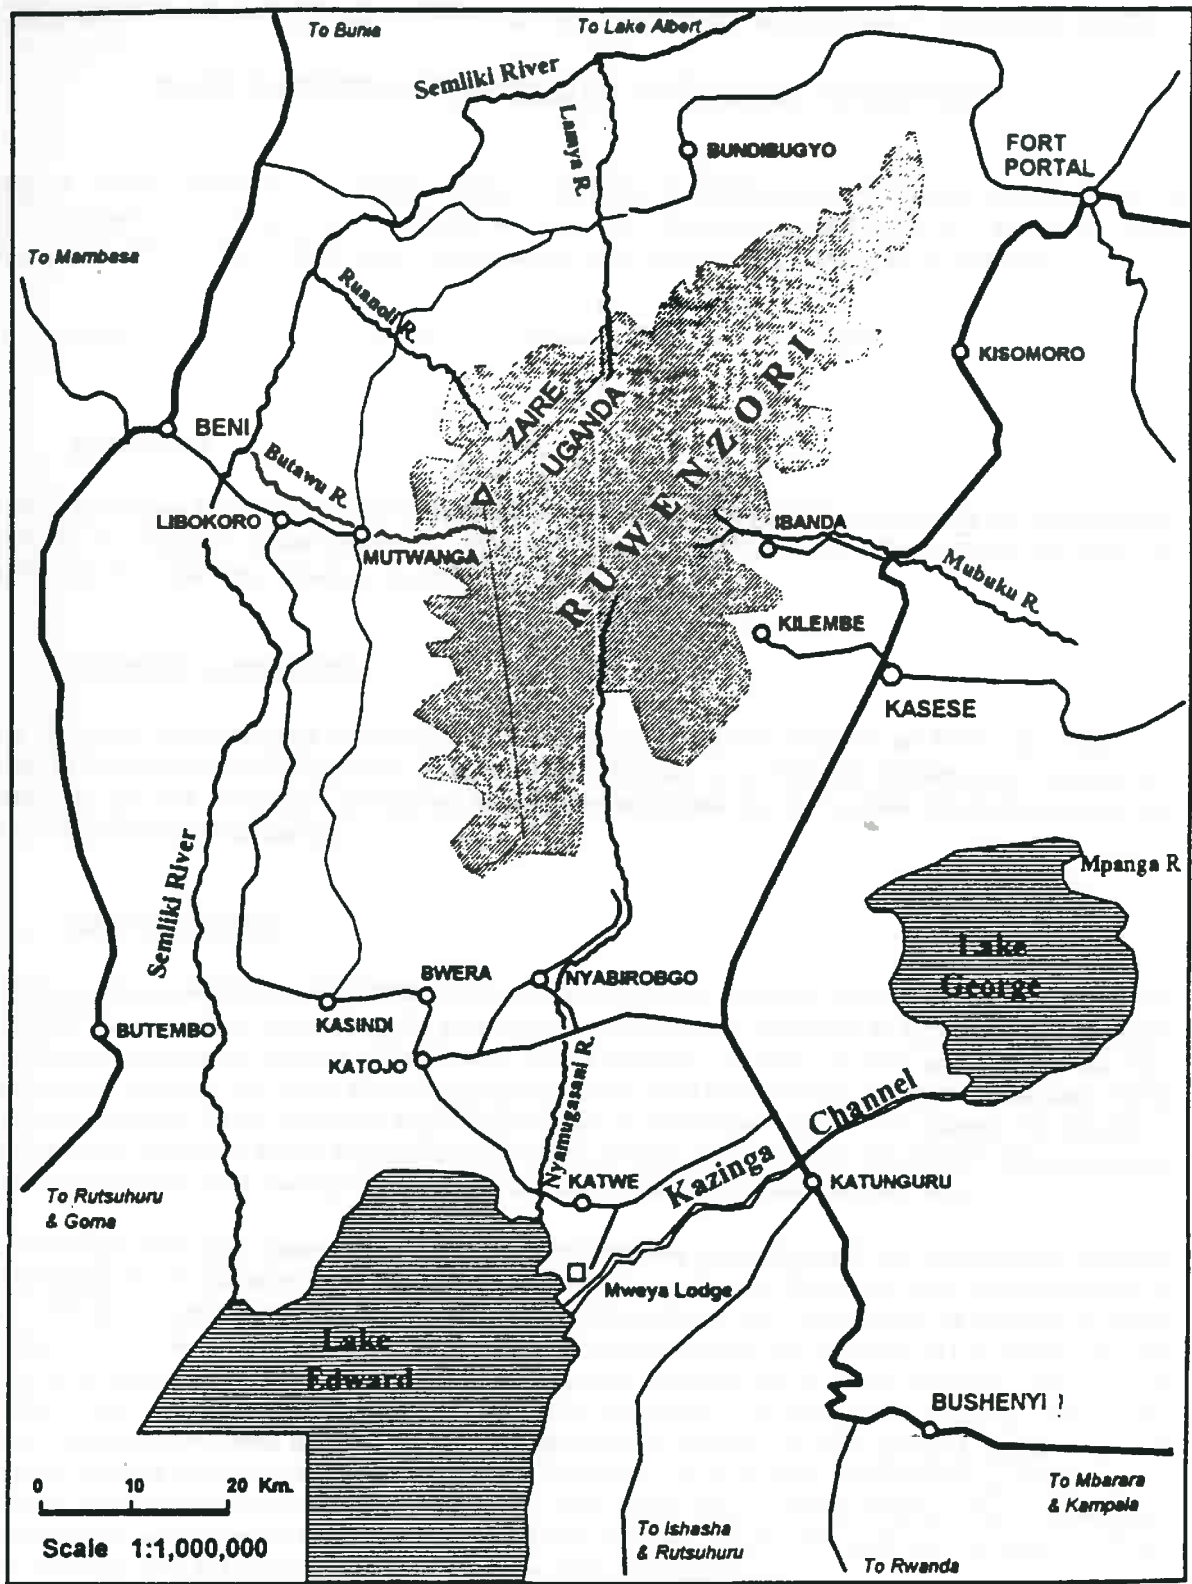 To Bunia
To Lake Albert
Semliki River
Lamya R.
BUNDIBUGYO
FORT
PORTAL
To Mambasa
Ruanoli R.
KISOMORO
ZAIRE
UGANDA
RUWENZORI
BENI
Butawu R.
LIBOKORO
MUTWANGA
IBANDA
Mubuku R.
KILEMBE
KASESE
Semliki River
Mpanga R
Lake
George
BWERA
NYABIROBGO
KASINDI
BUTEMBO
KATOJO
Nyamugasani R.
Kazinga Channel
KATWE
KATUNGURU
To Rutsuhuru
& Goma
Mweya Lodge
Lake
Edward
BUSHENYI
0 10 20 Km.
Scale 1:1,000,000
To Mbarara
& Kampala
To Ishasha
& Rutsuhuru
To Rwanda